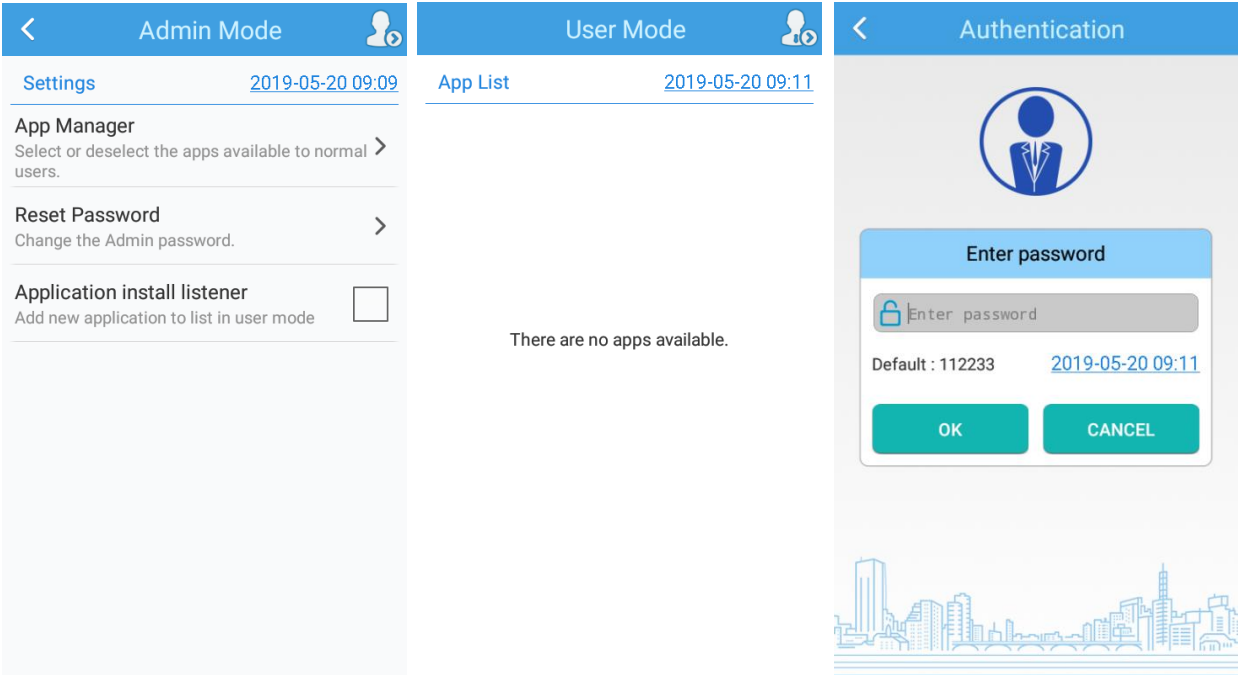 Admin Mode
Settings 2019-05-20 09:09
App Manager
Select or deselect the apps available to normal
users.
Reset Password
Change the Admin password.
Application install listener
Add new application to list in user mode
User Mode
App List 2019-05-20 09:11
There are no apps available.
Authentication
Enter password
Enter password
Default : 112233 2019-05-20 09:11
OK CANCEL